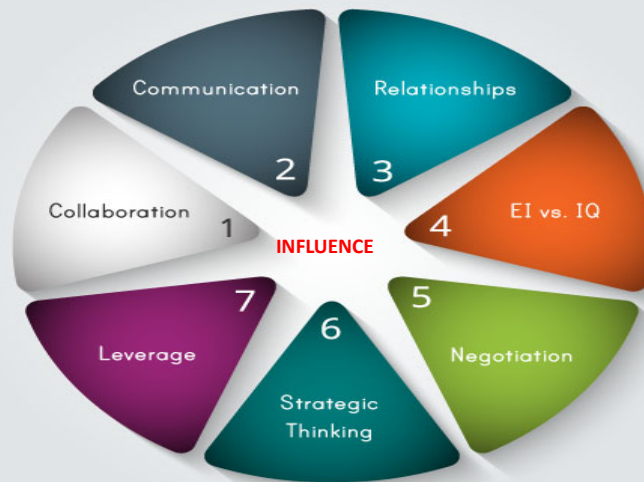 Communication
2
Relationships
3
Collaboration
1
EI vs. IQ
4
INFLUENCE
Leverage
7
Negotiation
5
6
Strategic
Thinking